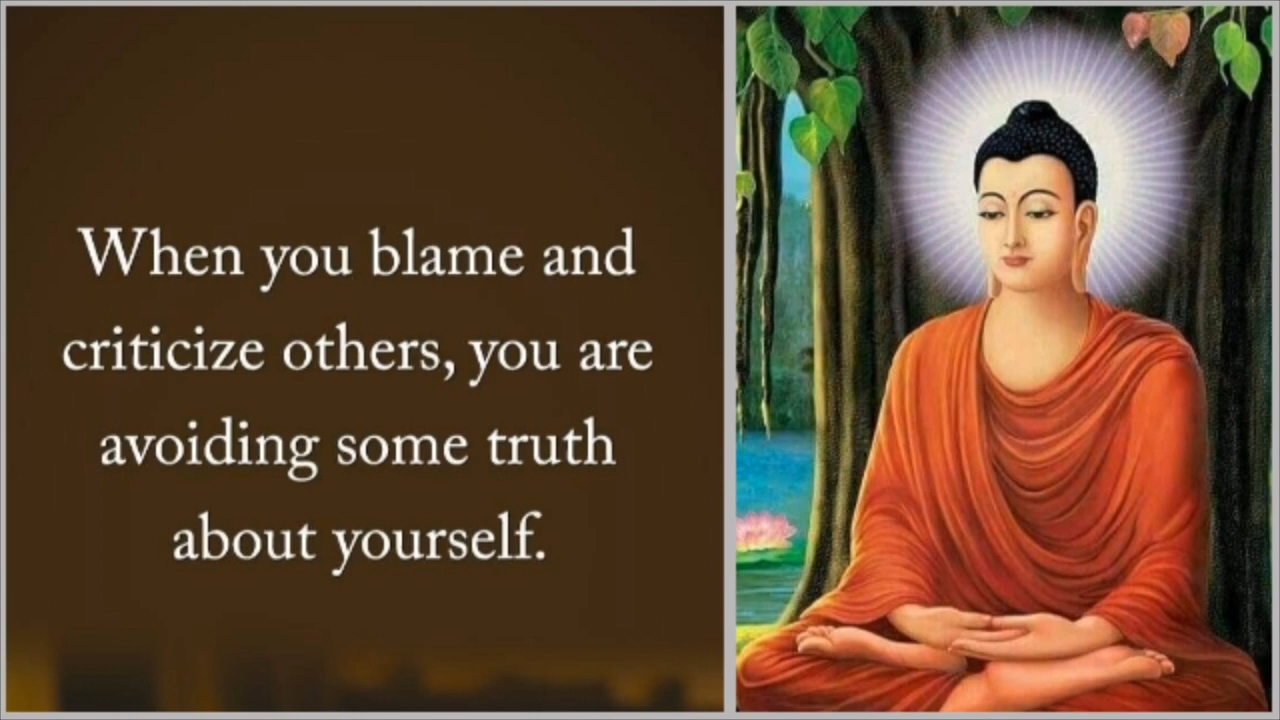 When you blame and
criticize others, you are
avoiding some truth
about yourself.